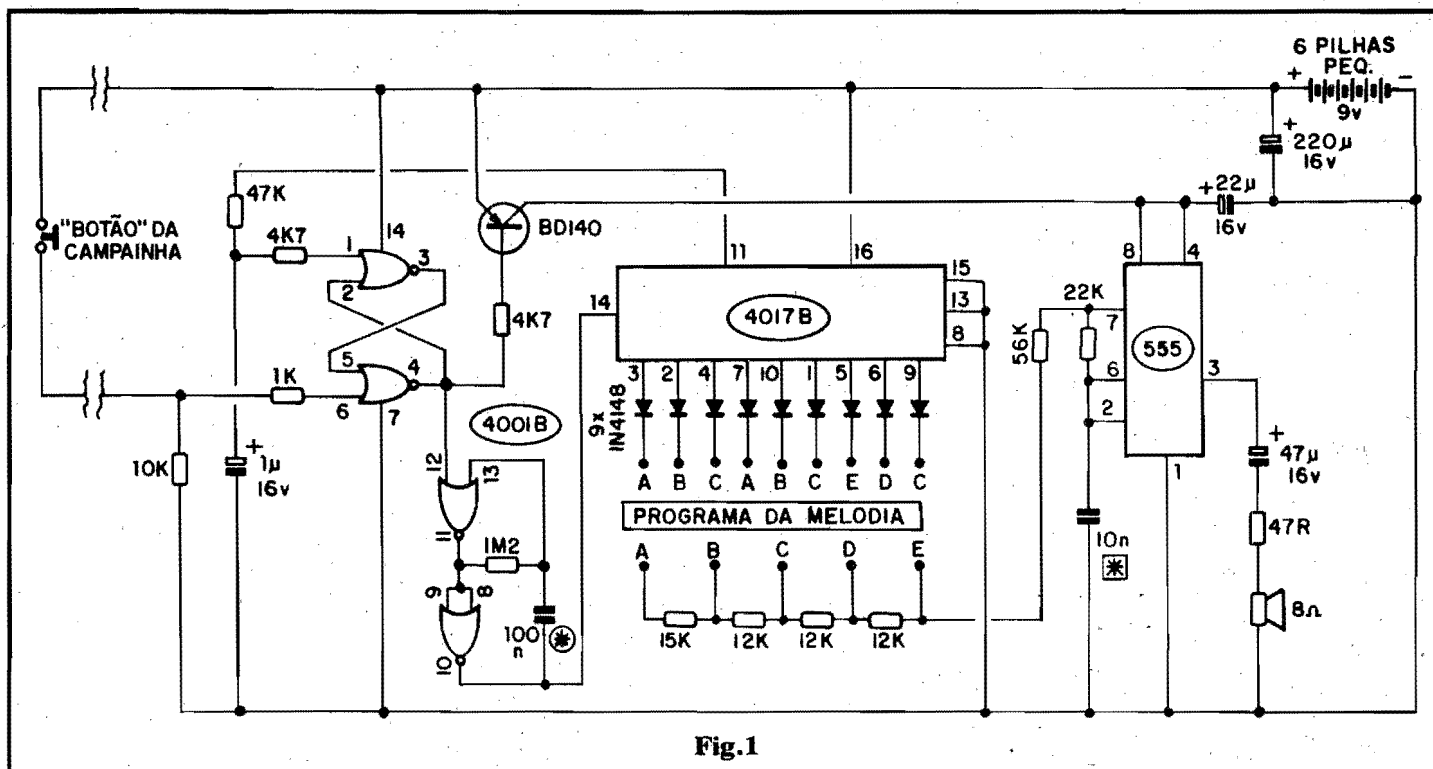 6 PILHAS
PEQ.
+ -
9v
+
220µ
16v
+ 22µ
16v
47K
"BOTÃO" DA
CAMPAINHA
4K7
1
14
3
2
BD140
4K7
5
4
1K
6
7
4001B
10K
+
1µ
16v
12
13
11
1M2
9
8
10
100
n
*
11
16
14
4017B
15
13
8
3 2 4 7 10 1 5 6 9
9x
1N4148
A B C A B C E D C
PROGRAMA DA MELODIA
A B C D E
15K 12K 12K 12K
56K
22K
8
4
7
555
6
3
2
1
10n
*
+
47µ
16v
47R
8Ω
Fig.1